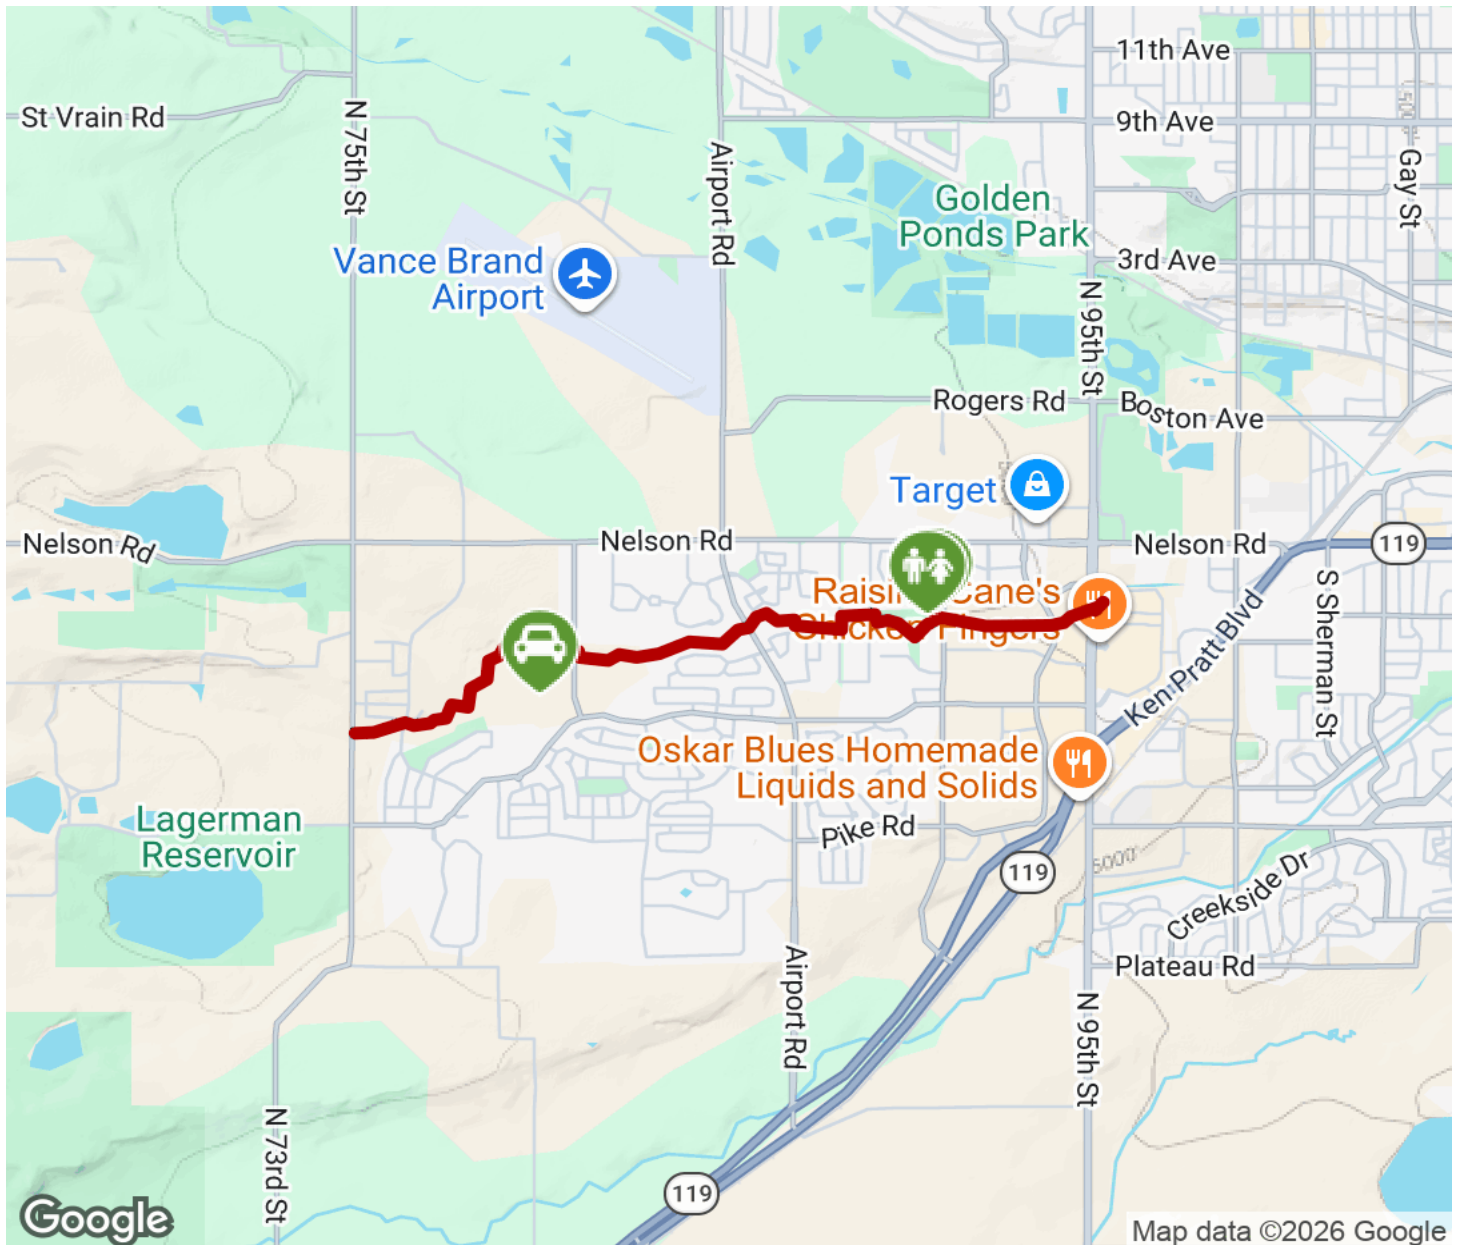 11th Ave
St Vrain Rd
N 75th St
9th Ave
Airport Rd
Gay St
Golden
Ponds Park
Vance Brand
Airport
3rd Ave
N 95th St
Rogers Rd
Boston Ave
Target
Nelson Rd
Nelson Rd
Nelson Rd
119
S Sherman St
Ken Pratt Blvd
Oskar Blues Homemade
Liquids and Solids
Lagerman
Reservoir
Pike Rd
5000'
119
Creekside Dr
Airport Rd
Plateau Rd
N 95th St
N 73rd St
119
Google
Map data ©2026 Google